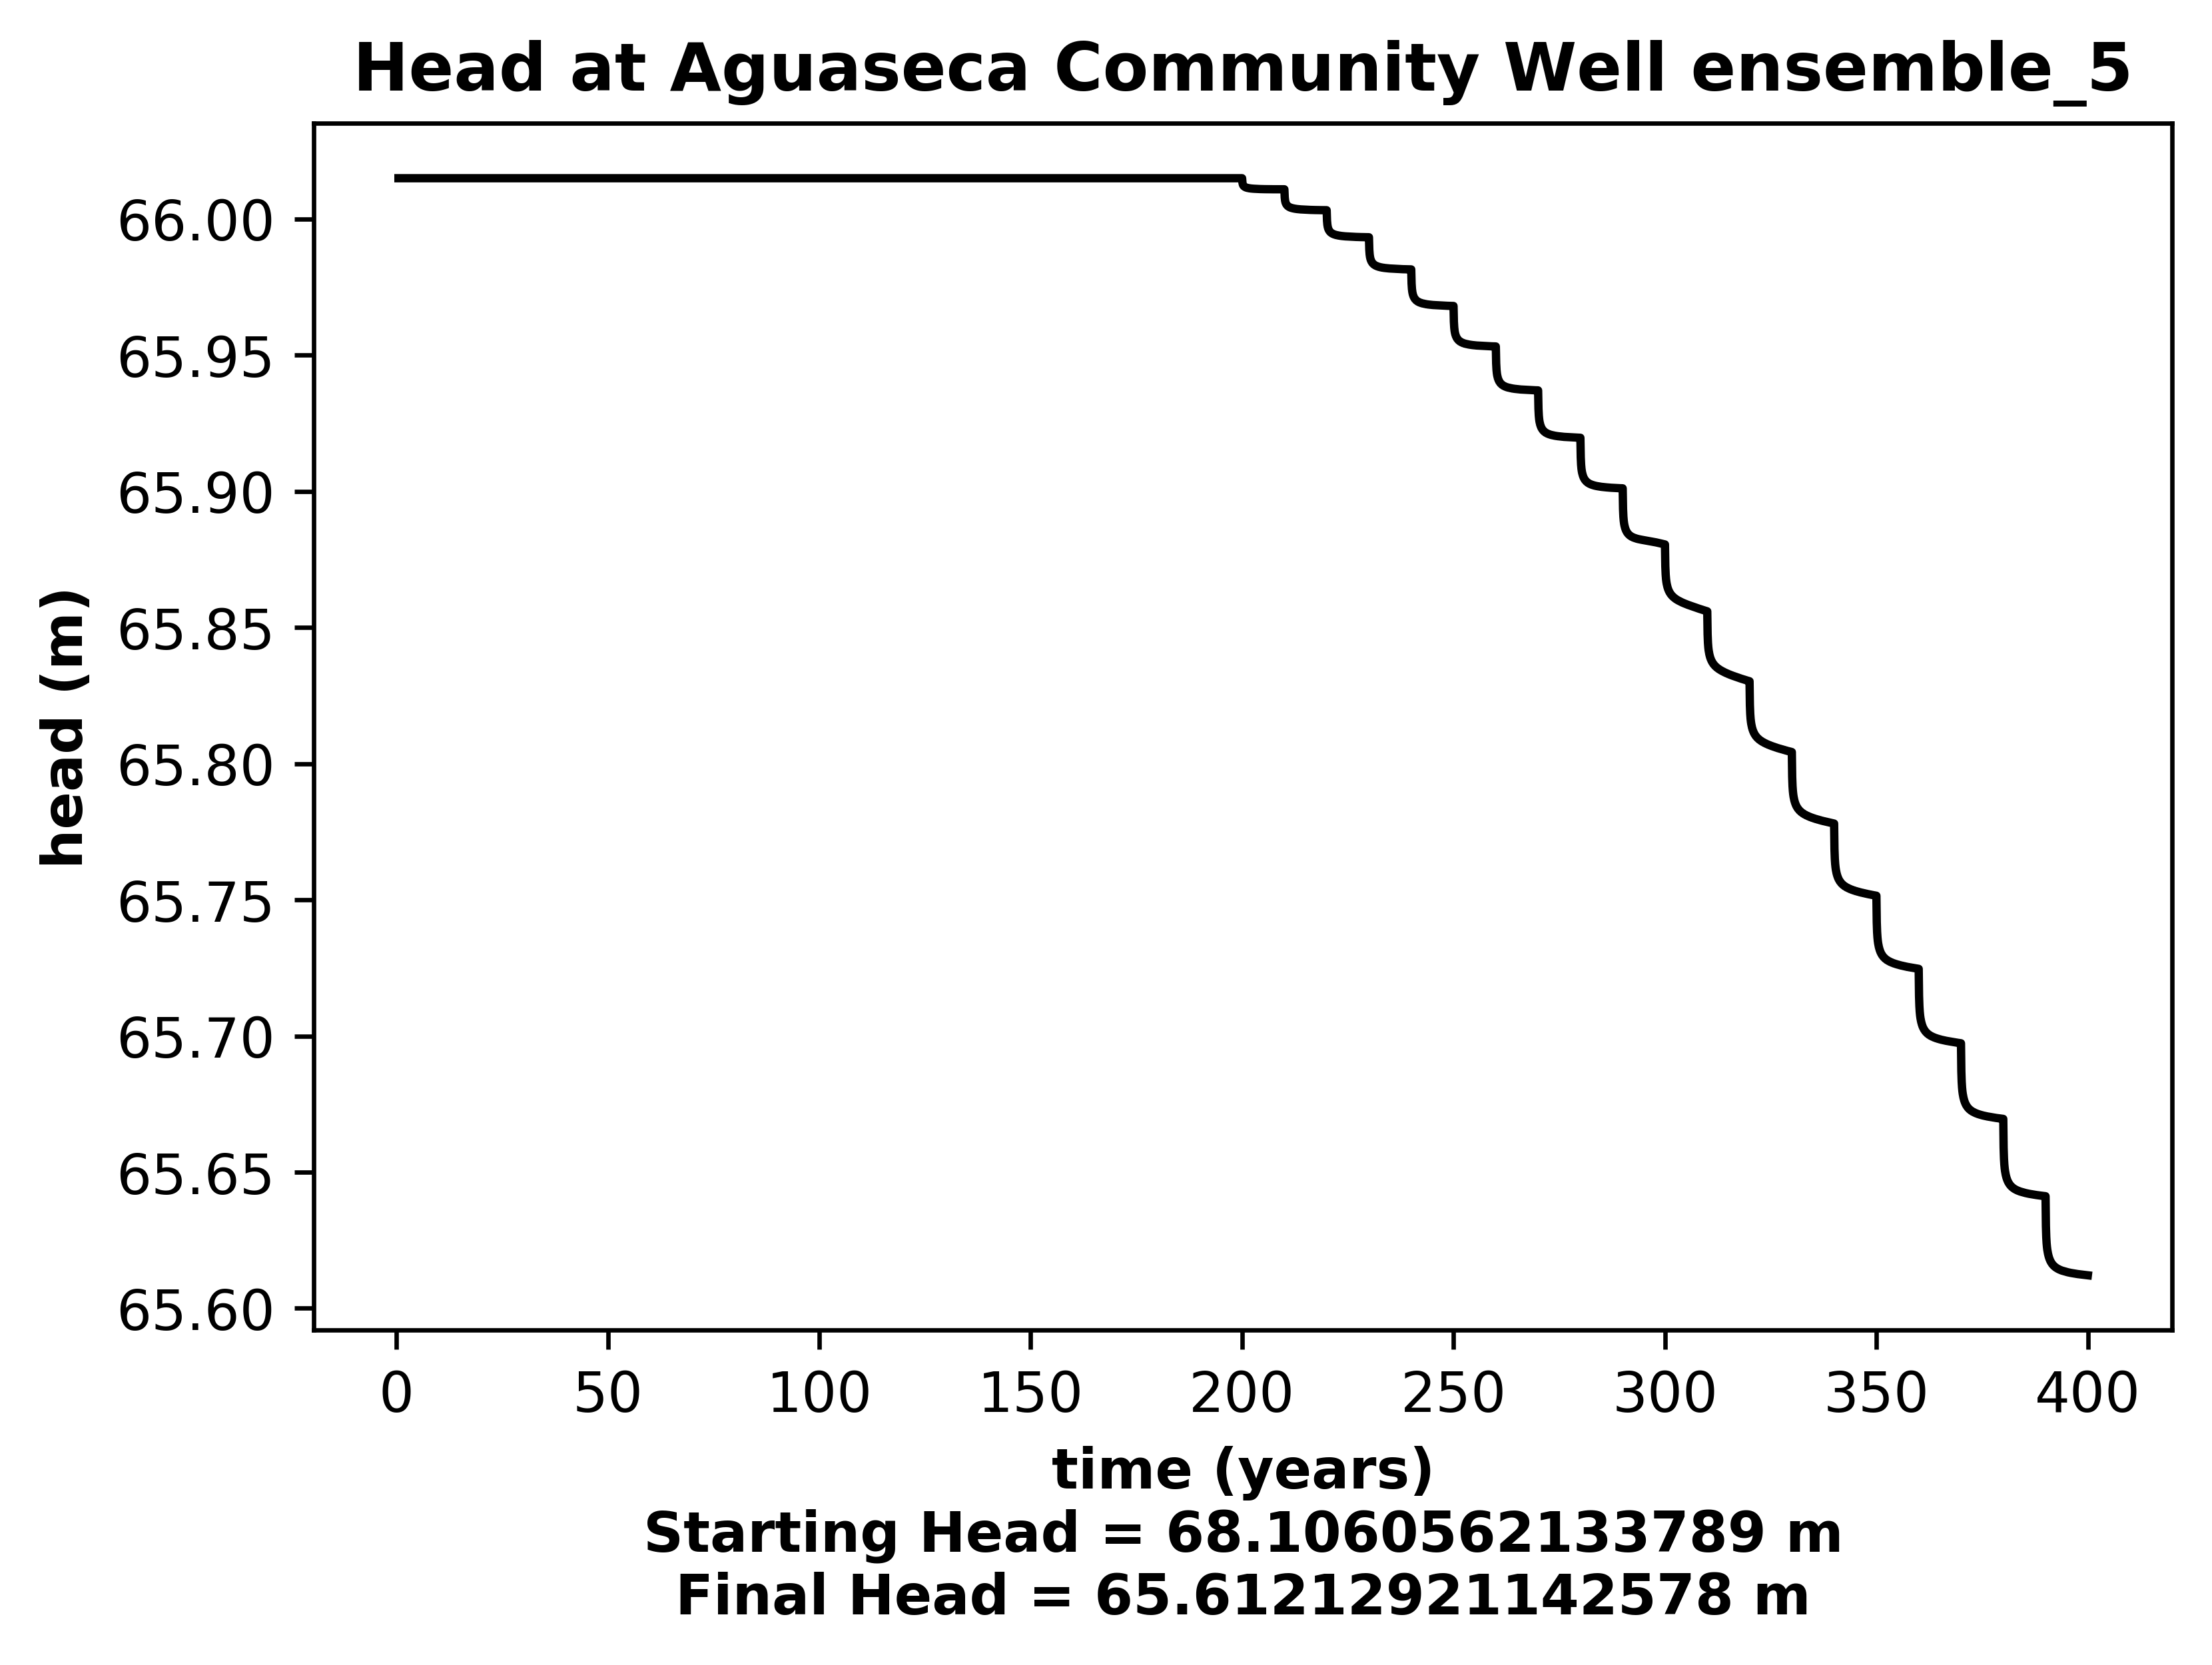 Head at Aguaseca Community Well ensemble_5
66.00
65.95
65.90
65.85
65.80
65.75
65.70
65.65
65.60
head (m)
0 50 100 150 200 250 300 350 400
time (years)
Starting Head = 68.1060562133789 m
Final Head = 65.61212921142578 m